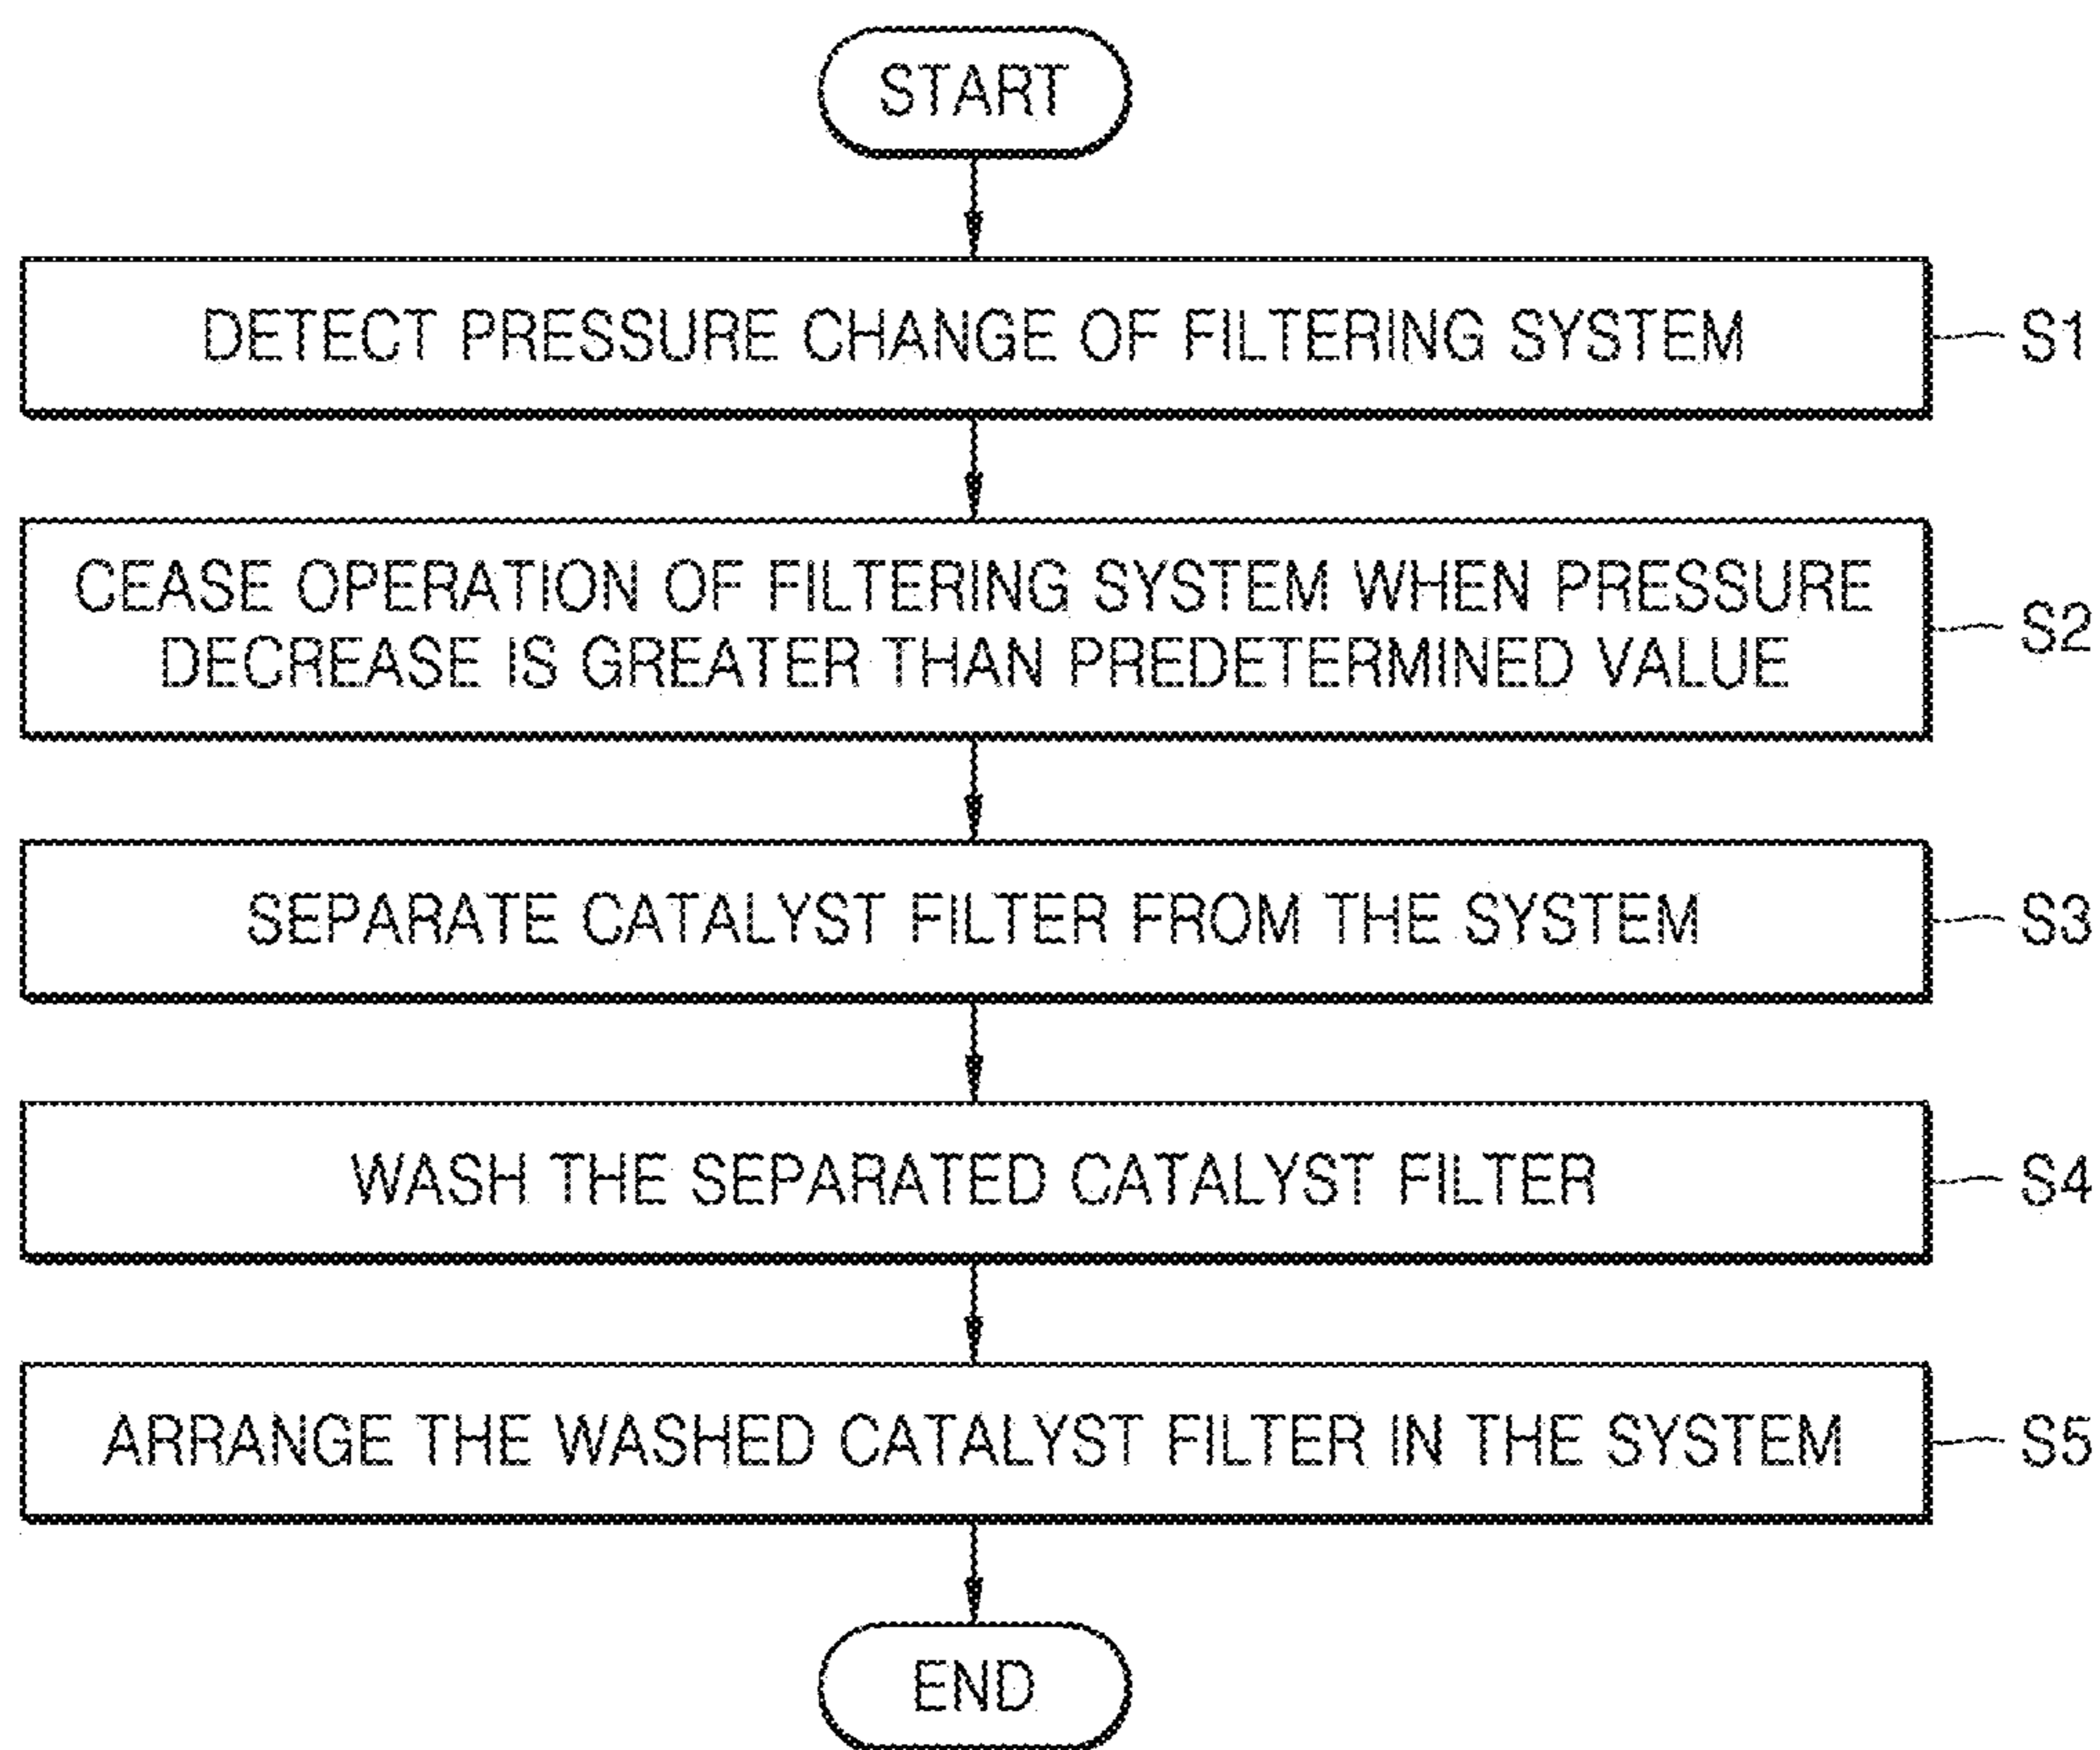 START
DETECT PRESSURE CHANGE OF FILTERING SYSTEM
S1
CEASE OPERATION OF FILTERING SYSTEM WHEN PRESSURE
DECREASE IS GREATER THAN PREDETERMINED VALUE
S2
SEPARATE CATALYST FILTER FROM THE SYSTEM
S3
WASH THE SEPARATED CATALYST FILTER
S4
ARRANGE THE WASHED CATALYST FILTER IN THE SYSTEM
S5
END